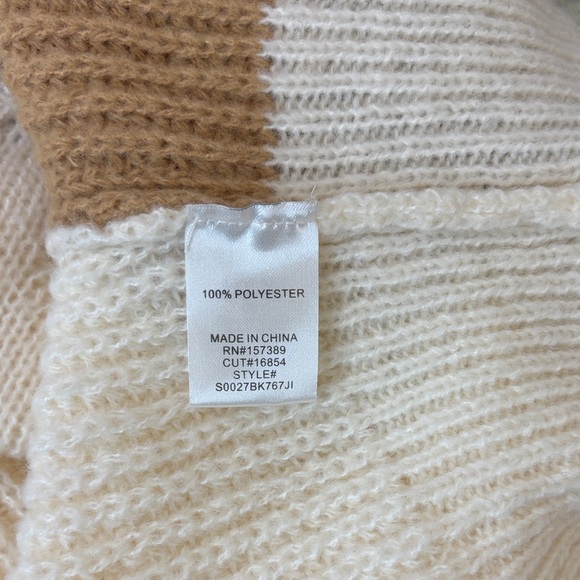 100% POLYESTER
MADE IN CHINA
RN#157389
CUT#16854
STYLE#
S0027BK767JI